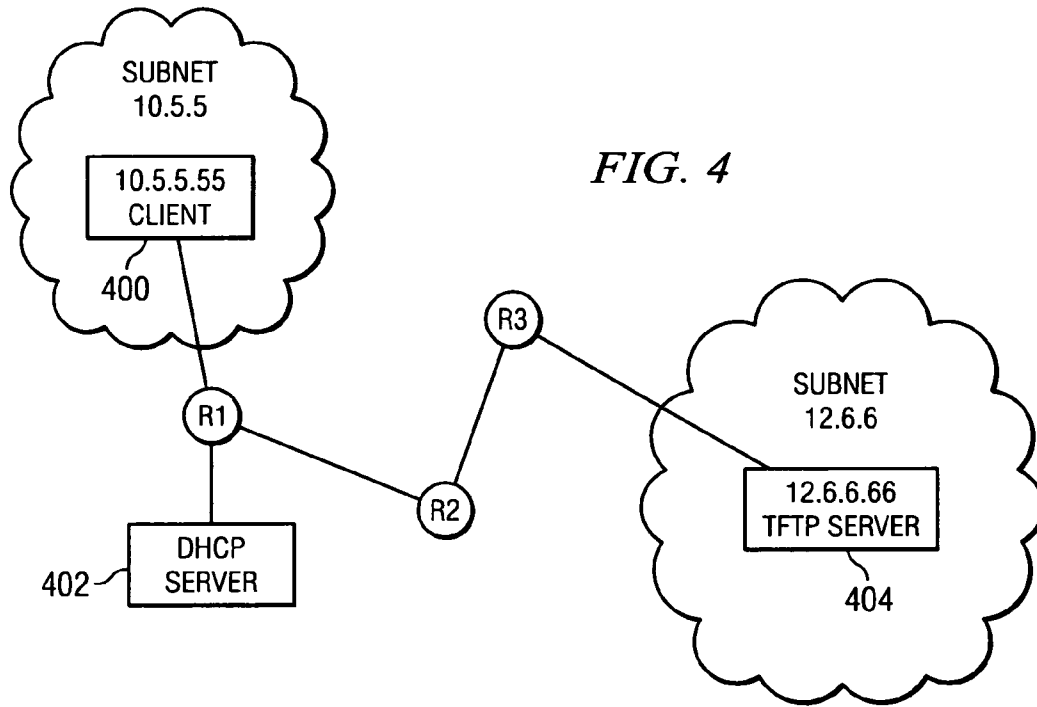 SUBNET
10.5.5
10.5.5.55
CLIENT
400
FIG. 4
R3
R1
R2
SUBNET
12.6.6
12.6.6.66
TFTP SERVER
404
DHCP
SERVER
402